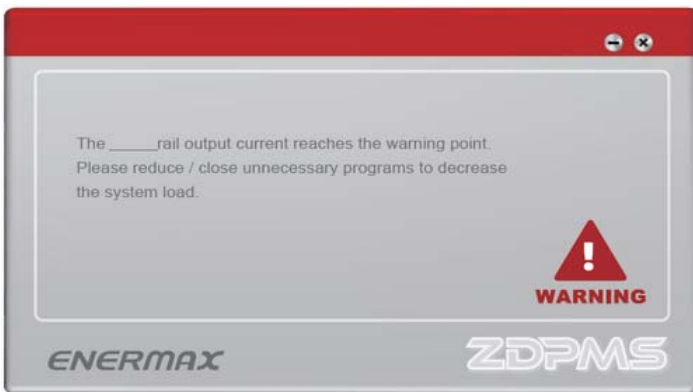 The _____rail output current reaches the warning point.
Please reduce / close unnecessary programs to decrease
the system load.
!
WARNING
ENERMAX
ZDPMS